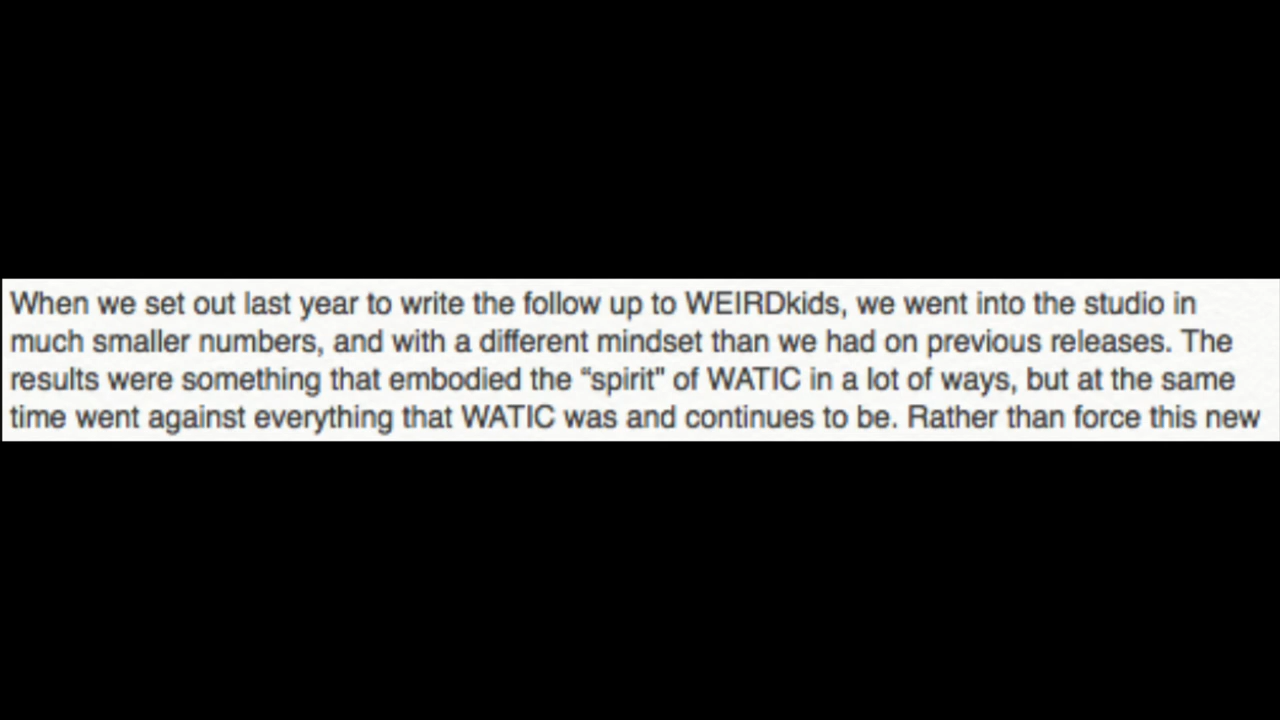 When we set out last year to write the follow up to WEIRDkids, we went into the studio in
much smaller numbers, and with a different mindset than we had on previous releases. The
results were something that embodied the “spirit" of WATIC in a lot of ways, but at the same
time went against everything that WATIC was and continues to be. Rather than force this new